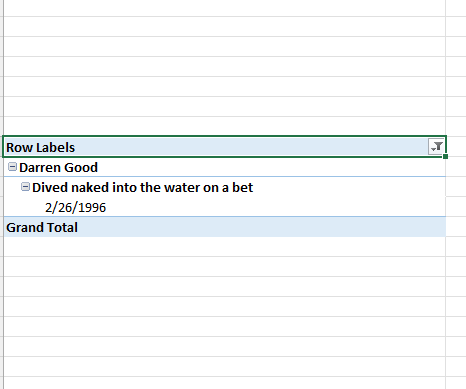 Row Labels
Darren Good
Dived naked into the water on a bet
2/26/1996
Grand Total